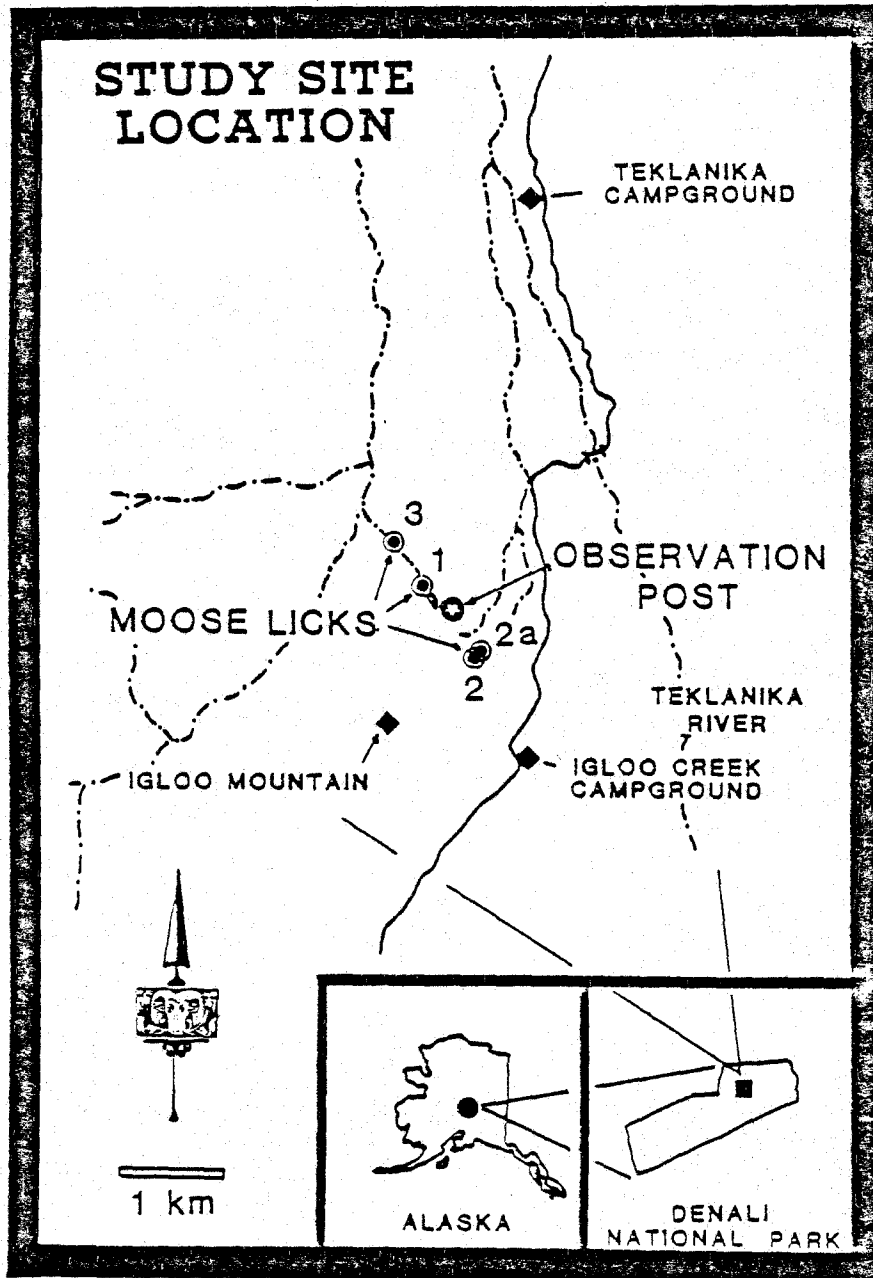 STUDY SITE
LOCATION
TEKLANIKA
CAMPGROUND
3
1
OBSERVATION
POST
MOOSE LICKS
2a
2
TEKLANIKA
RIVER
7
IGLOO MOUNTAIN
IGLOO CREEK
CAMPGROUND
1 km
ALASKA
DENALI
NATIONAL PARK